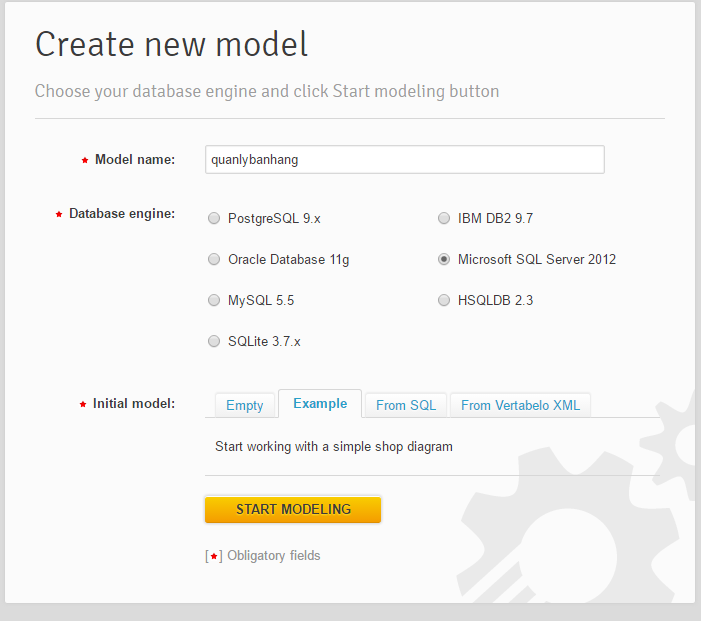 Create new model
Choose your database engine and click Start modeling button
★ Model name: quanlybanhang
★ Database engine:
PostgreSQL 9.x IBM DB2 9.7
Oracle Database 11g Microsoft SQL Server 2012
MySQL 5.5 HSQLDB 2.3
SQLite 3.7.x
★ Initial model: Empty Example From SQL From Vertabelo XML
Start working with a simple shop diagram
START MODELING
[★] Obligatory fields